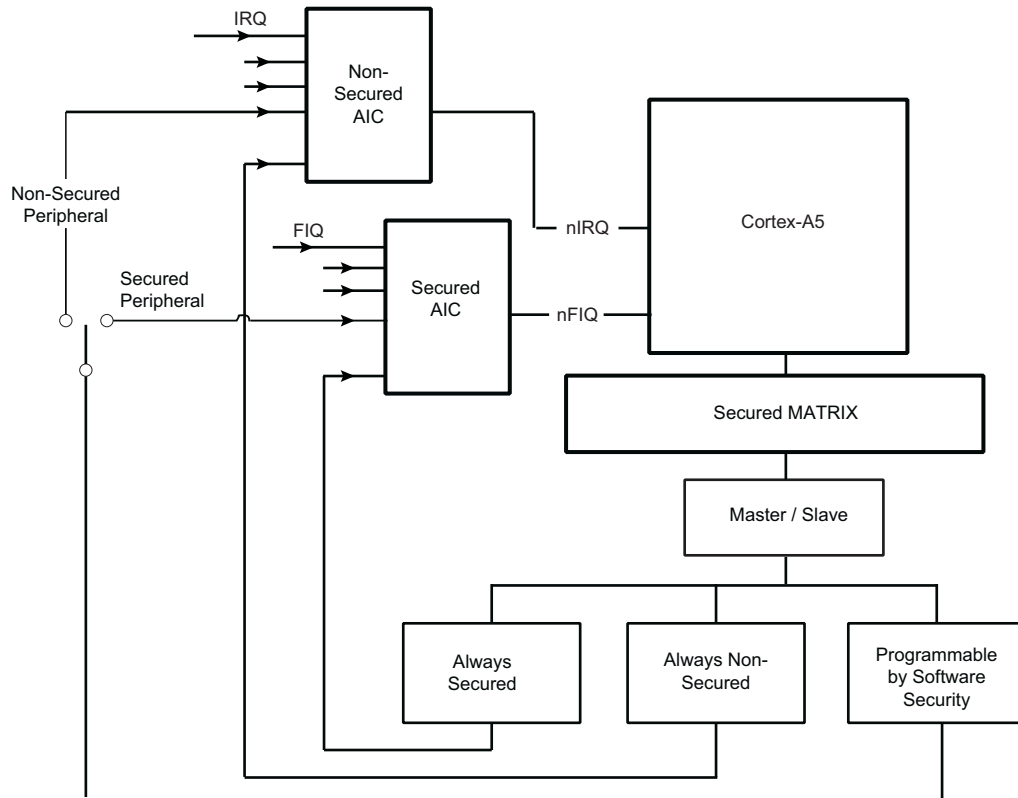 IRQ
Non-
Secured
AIC
Non-Secured
Peripheral
nIRQ
Cortex-A5
FIQ
Secured
Peripheral
Secured
AIC
nFIQ
Secured MATRIX
Master / Slave
Always
Secured
Always Non-
Secured
Programmable
by Software
Security